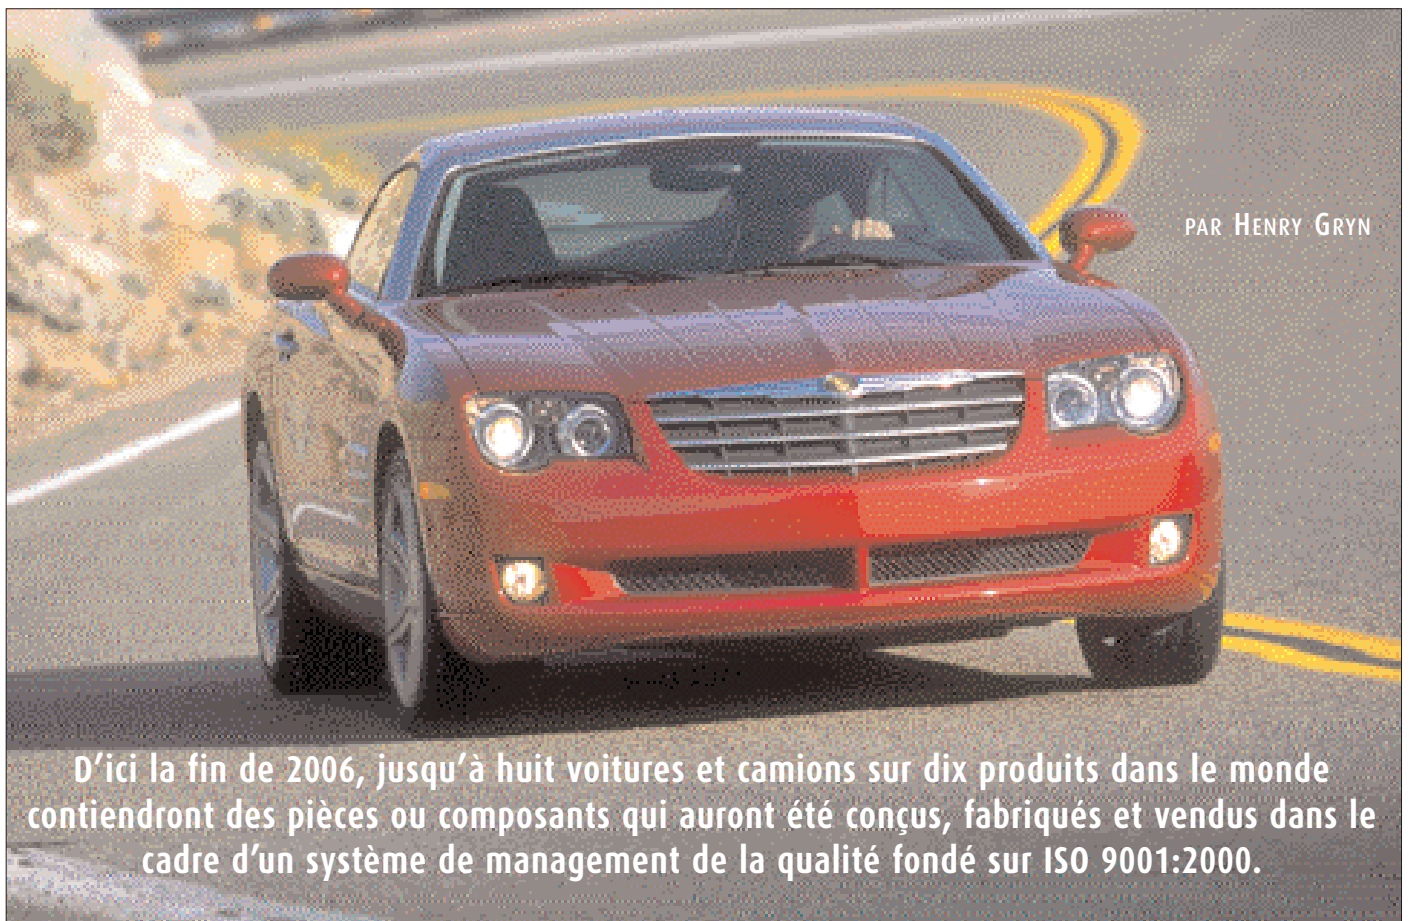 PAR HENRY GRYN
D’ici la fin de 2006, jusqu’à huit voitures et camions sur dix produits dans le monde
contiendront des pièces ou composants qui auront été conçus, fabriqués et vendus dans le
cadre d’un système de management de la qualité fondé sur ISO 9001:2000.